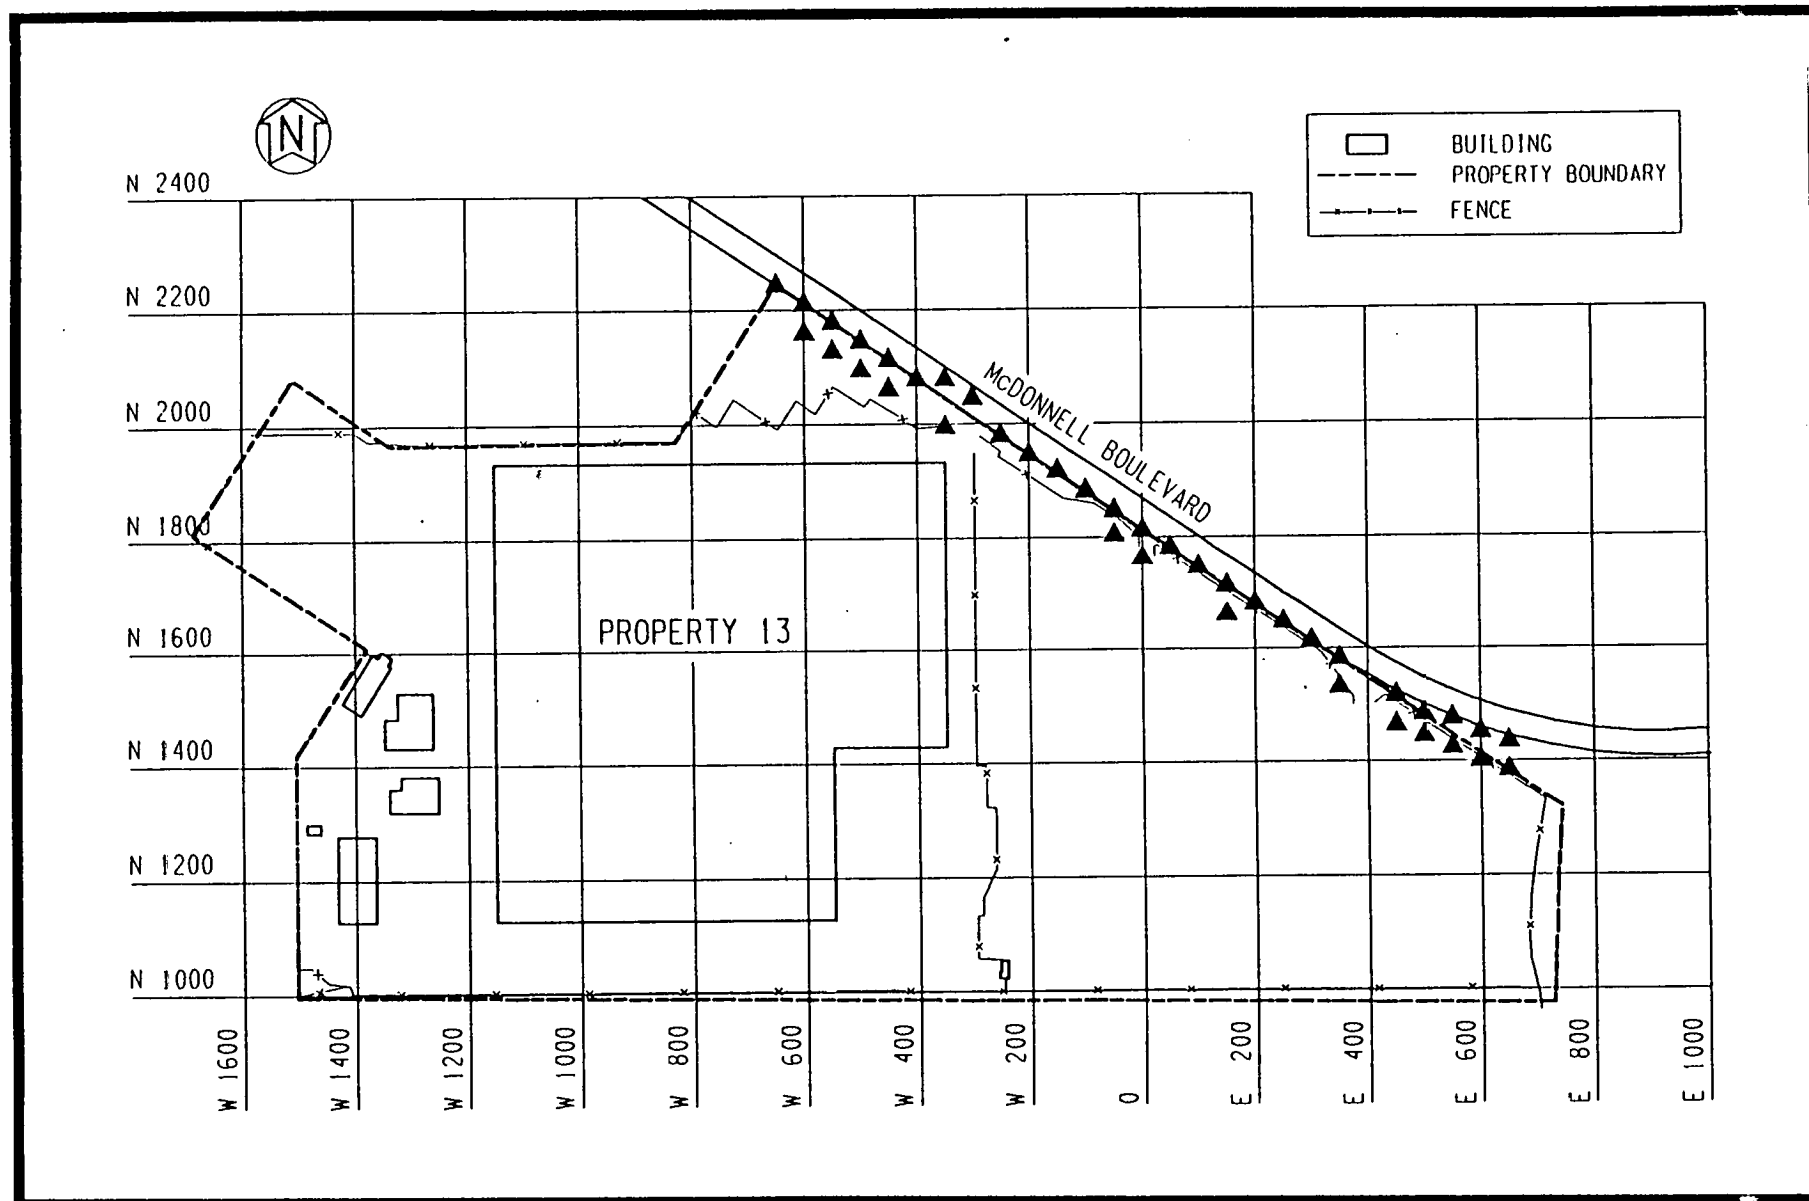 N
BUILDING
PROPERTY BOUNDARY
FENCE
N 2400
N 2200
N 2000
N 1800
N 1600
N 1400
N 1200
N 1000
McDONNELL BOULEVARD
PROPERTY 13
W 1600
W 1400
W 1200
W 1000
W 800
W 600
W 400
W 200
0
E 200
E 400
E 600
E 800
E 1000